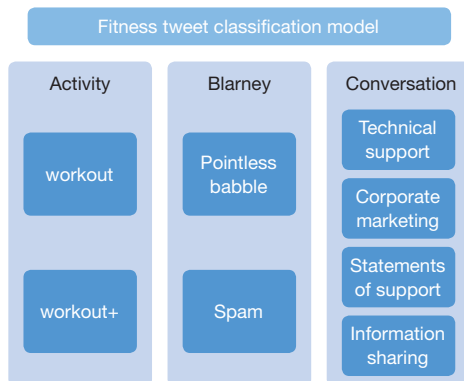 Fitness tweet classification model
Activity
workout
workout+
Blarney
Pointless
babble
Spam
Conversation
Technical
support
Corporate
marketing
Statements
of support
Information
sharing